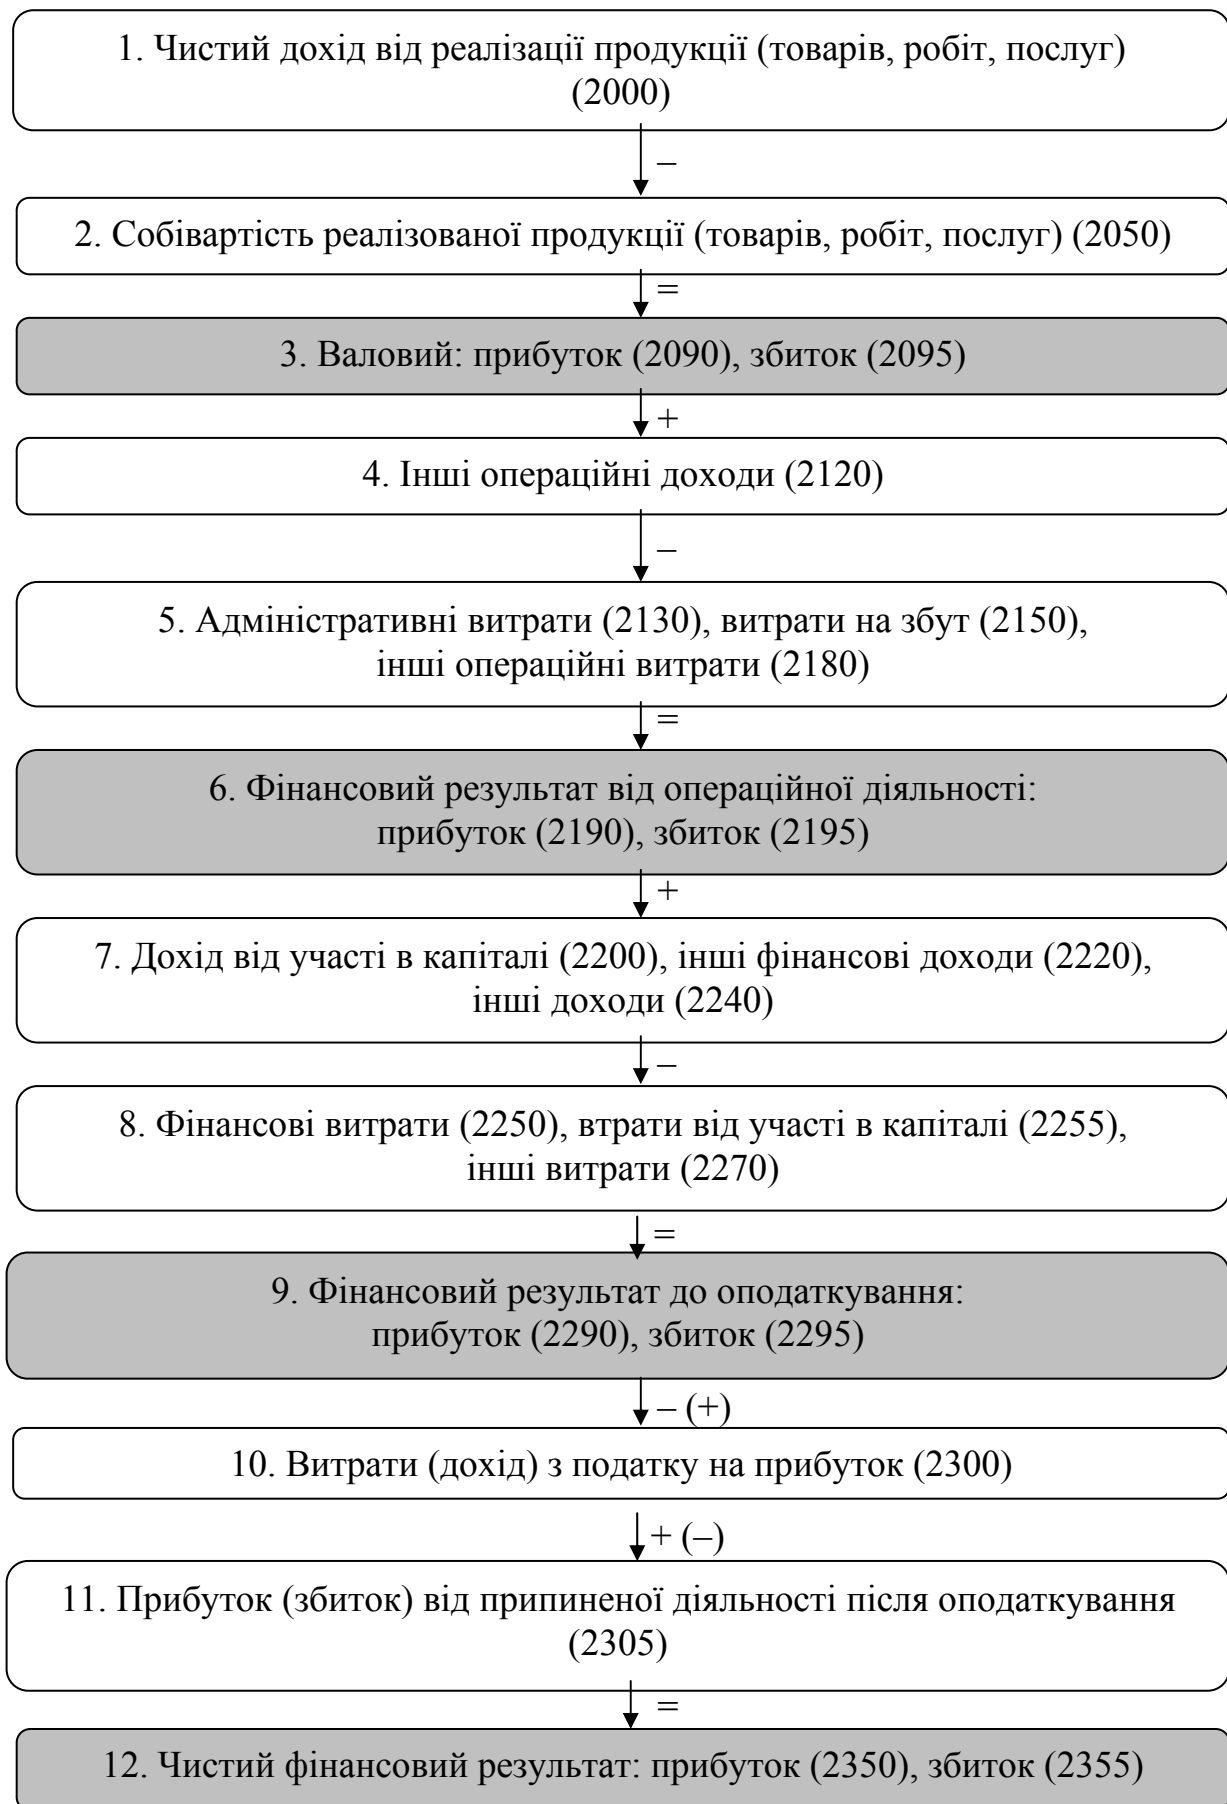 1. Чистий дохід від реалізації продукції (товарів, робіт, послуг)
(2000)
–
2. Собівартість реалізованої продукції (товарів, робіт, послуг) (2050)
=
3. Валовий: прибуток (2090), збиток (2095)
+
4. Інші операційні доходи (2120)
–
5. Адміністративні витрати (2130), витрати на збут (2150),
інші операційні витрати (2180)
=
6. Фінансовий результат від операційної діяльності:
прибуток (2190), збиток (2195)
+
7. Дохід від участі в капіталі (2200), інші фінансові доходи (2220),
інші доходи (2240)
–
8. Фінансові витрати (2250), втрати від участі в капіталі (2255),
інші витрати (2270)
=
9. Фінансовий результат до оподаткування:
прибуток (2290), збиток (2295)
– (+)
10. Витрати (дохід) з податку на прибуток (2300)
+ (–)
11. Прибуток (збиток) від припиненої діяльності після оподаткування
(2305)
=
12. Чистий фінансовий результат: прибуток (2350), збиток (2355)